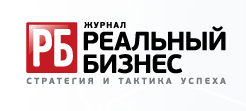 ЖУРНАЛ
РБ РЕАЛЬНЫЙ
БИЗНЕС
СТРАТЕГИЯ И ТАКТИКА УСПЕХА